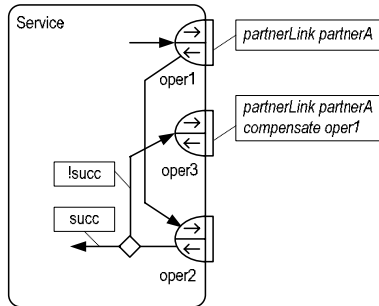 Service
partnerLink partnerA
oper1
partnerLink partnerA
compensate oper1
!succ
oper3
succ
oper2